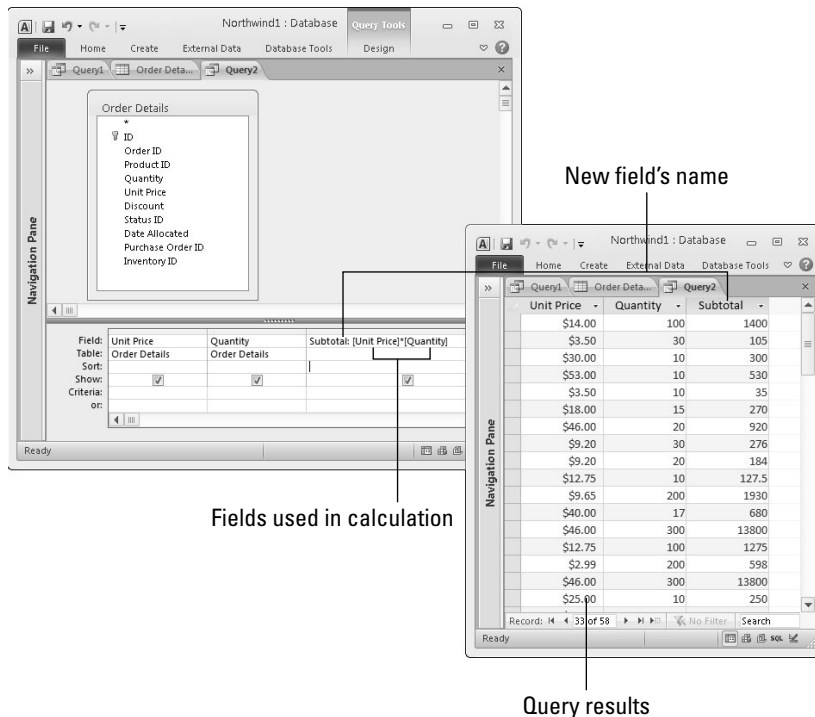 Northwind1 : Database
Query Tools
File Home Create External Data Database Tools Design
Query1 Order Deta... Query2
Navigation Pane
Order Details
*
ID
Order ID
Product ID
Quantity
Unit Price
Discount
Status ID
Date Allocated
Purchase Order ID
Inventory ID
Field: Unit Price Quantity Subtotal: [Unit Price]*[Quantity]
Table: Order Details Order Details
Sort:
Show:
Criteria:
or:
Ready
New field's name
Fields used in calculation
Northwind1 : Database
File Home Create External Data Database Tools
Query1 Order Deta... Query2
Navigation Pane
Unit Price Quantity Subtotal
$14.00 100 1400
$3.50 30 105
$30.00 10 300
$53.00 10 530
$3.50 10 35
$18.00 15 270
$46.00 20 920
$9.20 30 276
$9.20 20 184
$12.75 10 127.5
$9.65 200 1930
$40.00 17 680
$46.00 300 13800
$12.75 100 1275
$2.99 200 598
$46.00 300 13800
$25.00 10 250
Record: 33 of 58 No Filter Search
Ready SQL
Query results